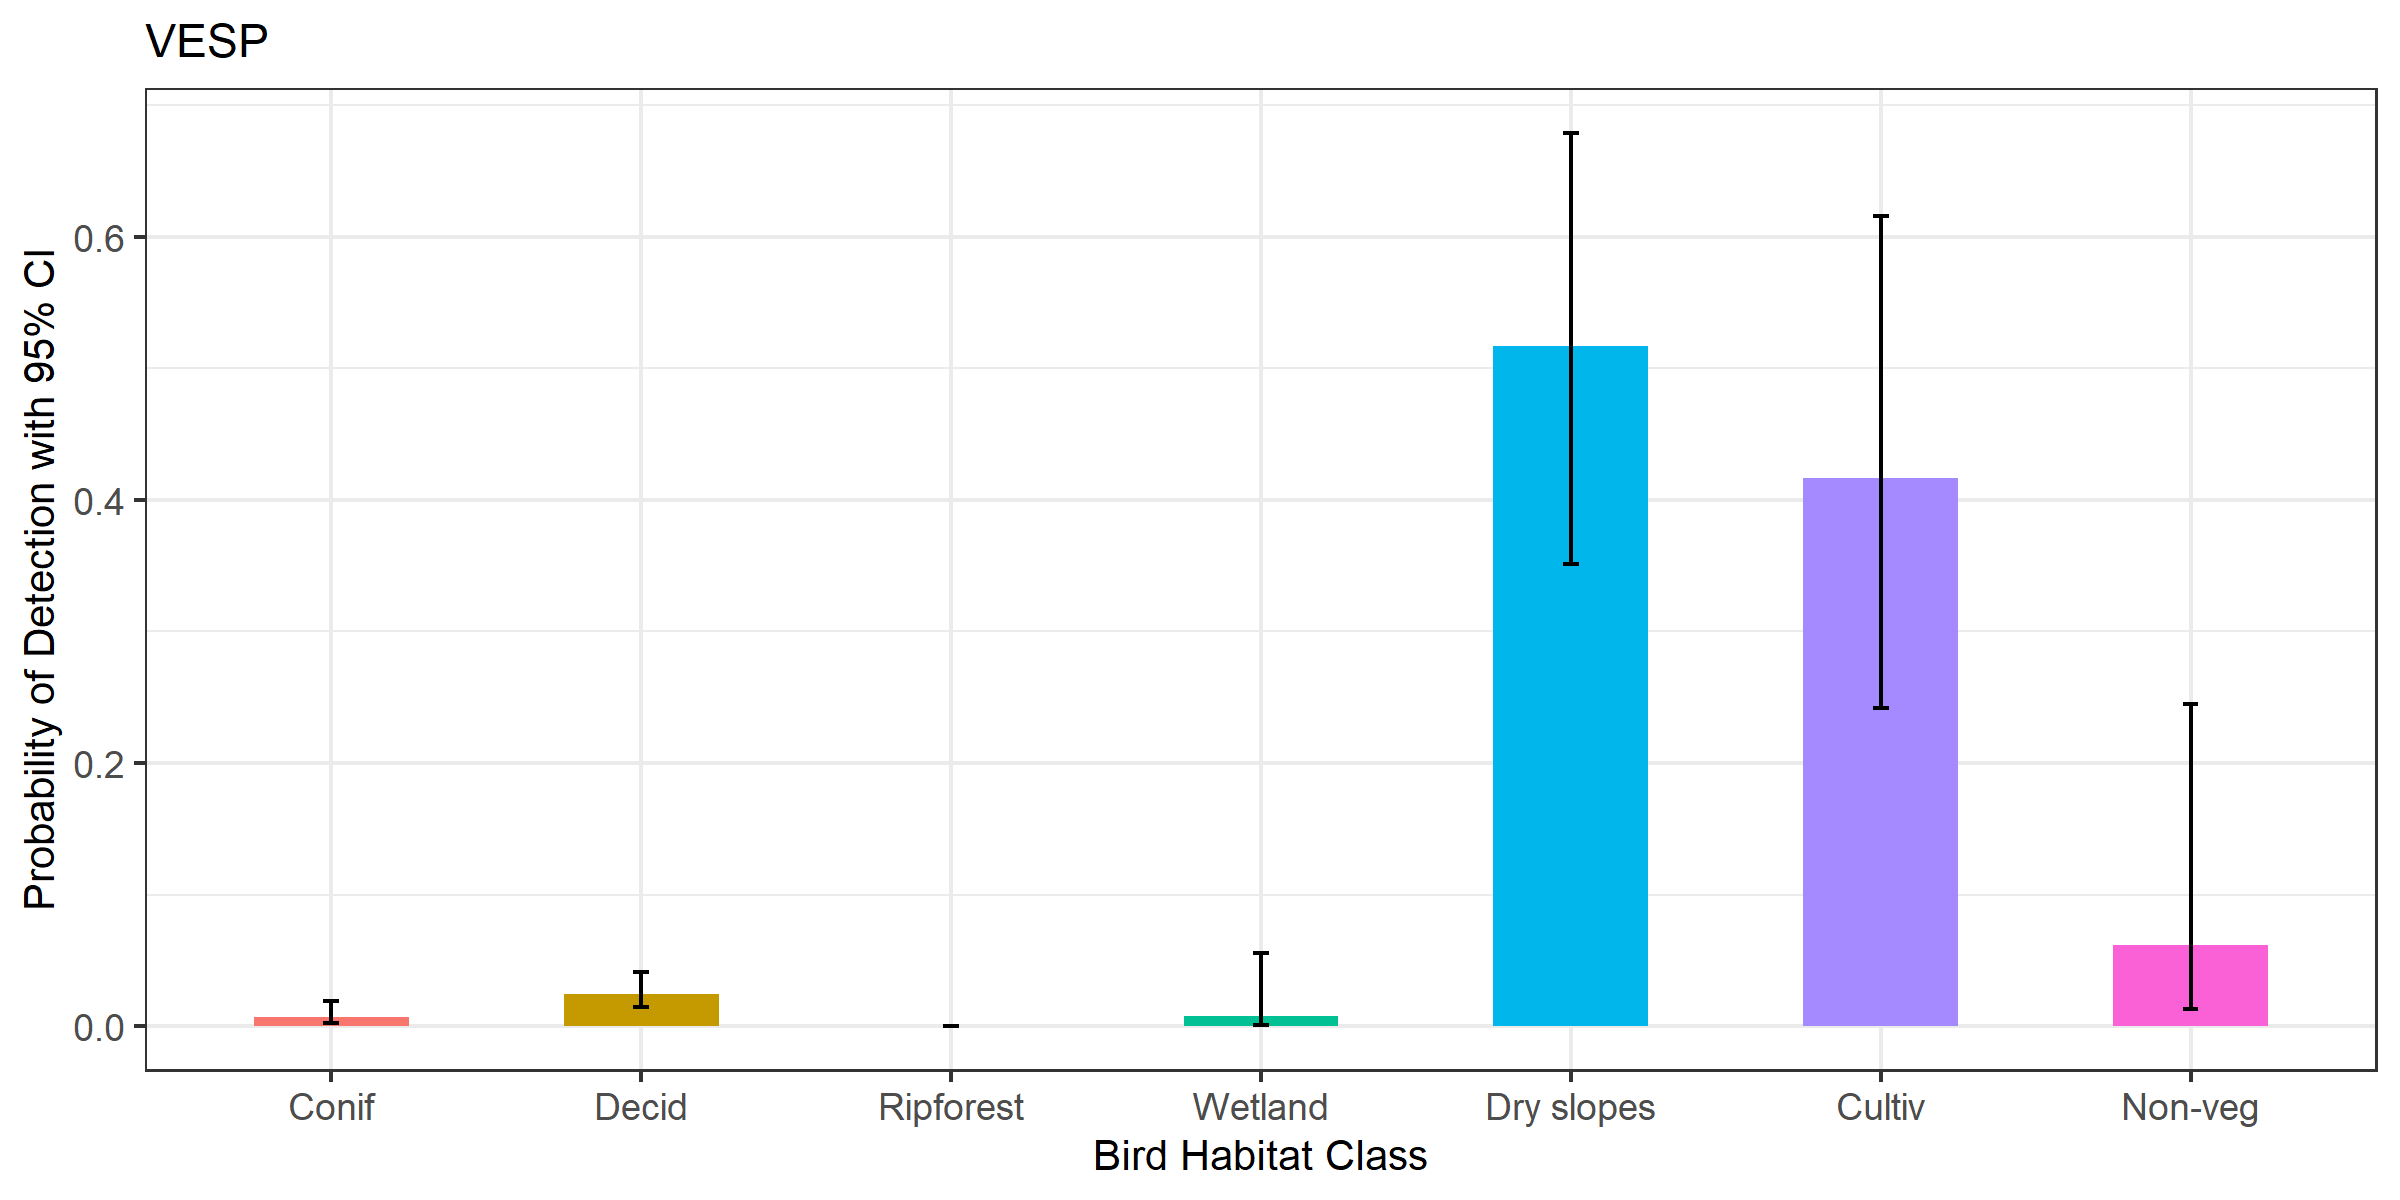 VESP
Probability of Detection with 95% CI
0.6
0.4
0.2
0.0
Conif Decid Ripforest Wetland Dry slopes Cultiv Non-veg
Bird Habitat Class